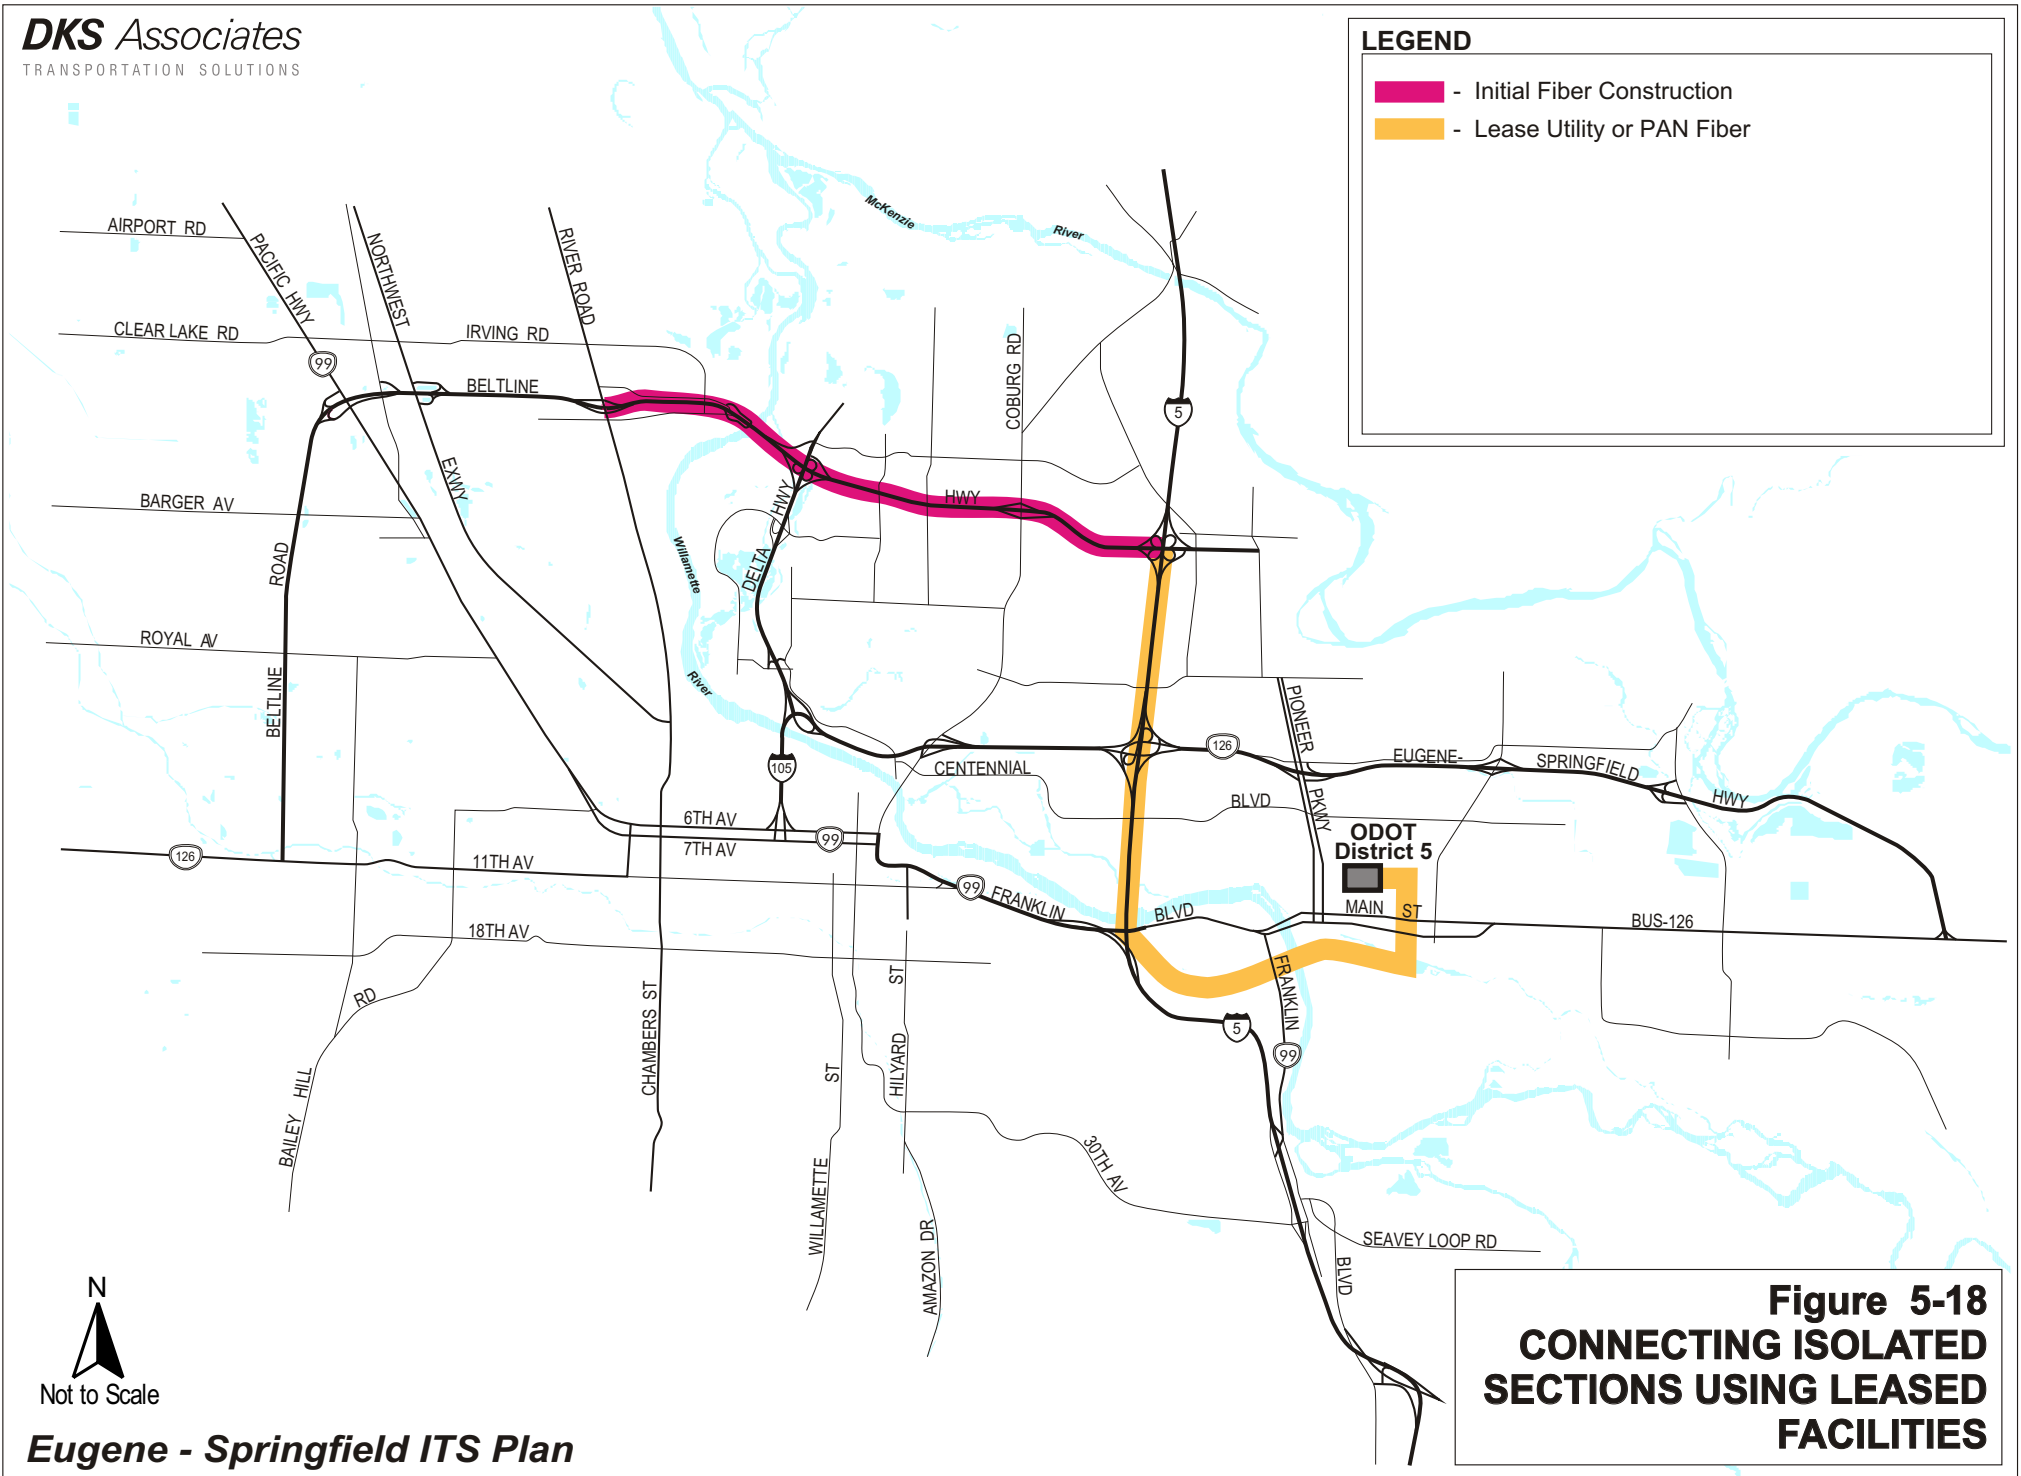 DKS Associates
TRANSPORTATION SOLUTIONS
LEGEND
- Initial Fiber Construction
- Lease Utility or PAN Fiber
McKenzie
River
AIRPORT RD
PACIFIC HWY
NORTHWEST
RIVER ROAD
CLEAR LAKE RD
IRVING RD
99
BELTLINE
COBURG RD
5
EXWY
HWY
HWY
BARGER AV
DELTA
Willamette
ROAD
ROYAL AV
BELTLINE
River
PIONEER
126
EUGENE-
SPRINGFIELD
HWY
105
CENTENNIAL
BLVD
PKWY
6TH AV
99
7TH AV
ODOT
District 5
126
11TH AV
99
FRANKLIN
BLVD
MAIN
ST
BUS-126
18TH AV
FRANKLIN
RD
ST
CHAMBERS ST
5
99
HILYARD
ST
BAILEY HILL
30TH AV
WILLAMETTE
AMAZON DR
SEAVEY LOOP RD
BLVD
N
Not to Scale
Figure 5-18
CONNECTING ISOLATED
SECTIONS USING LEASED
FACILITIES
Eugene - Springfield ITS Plan